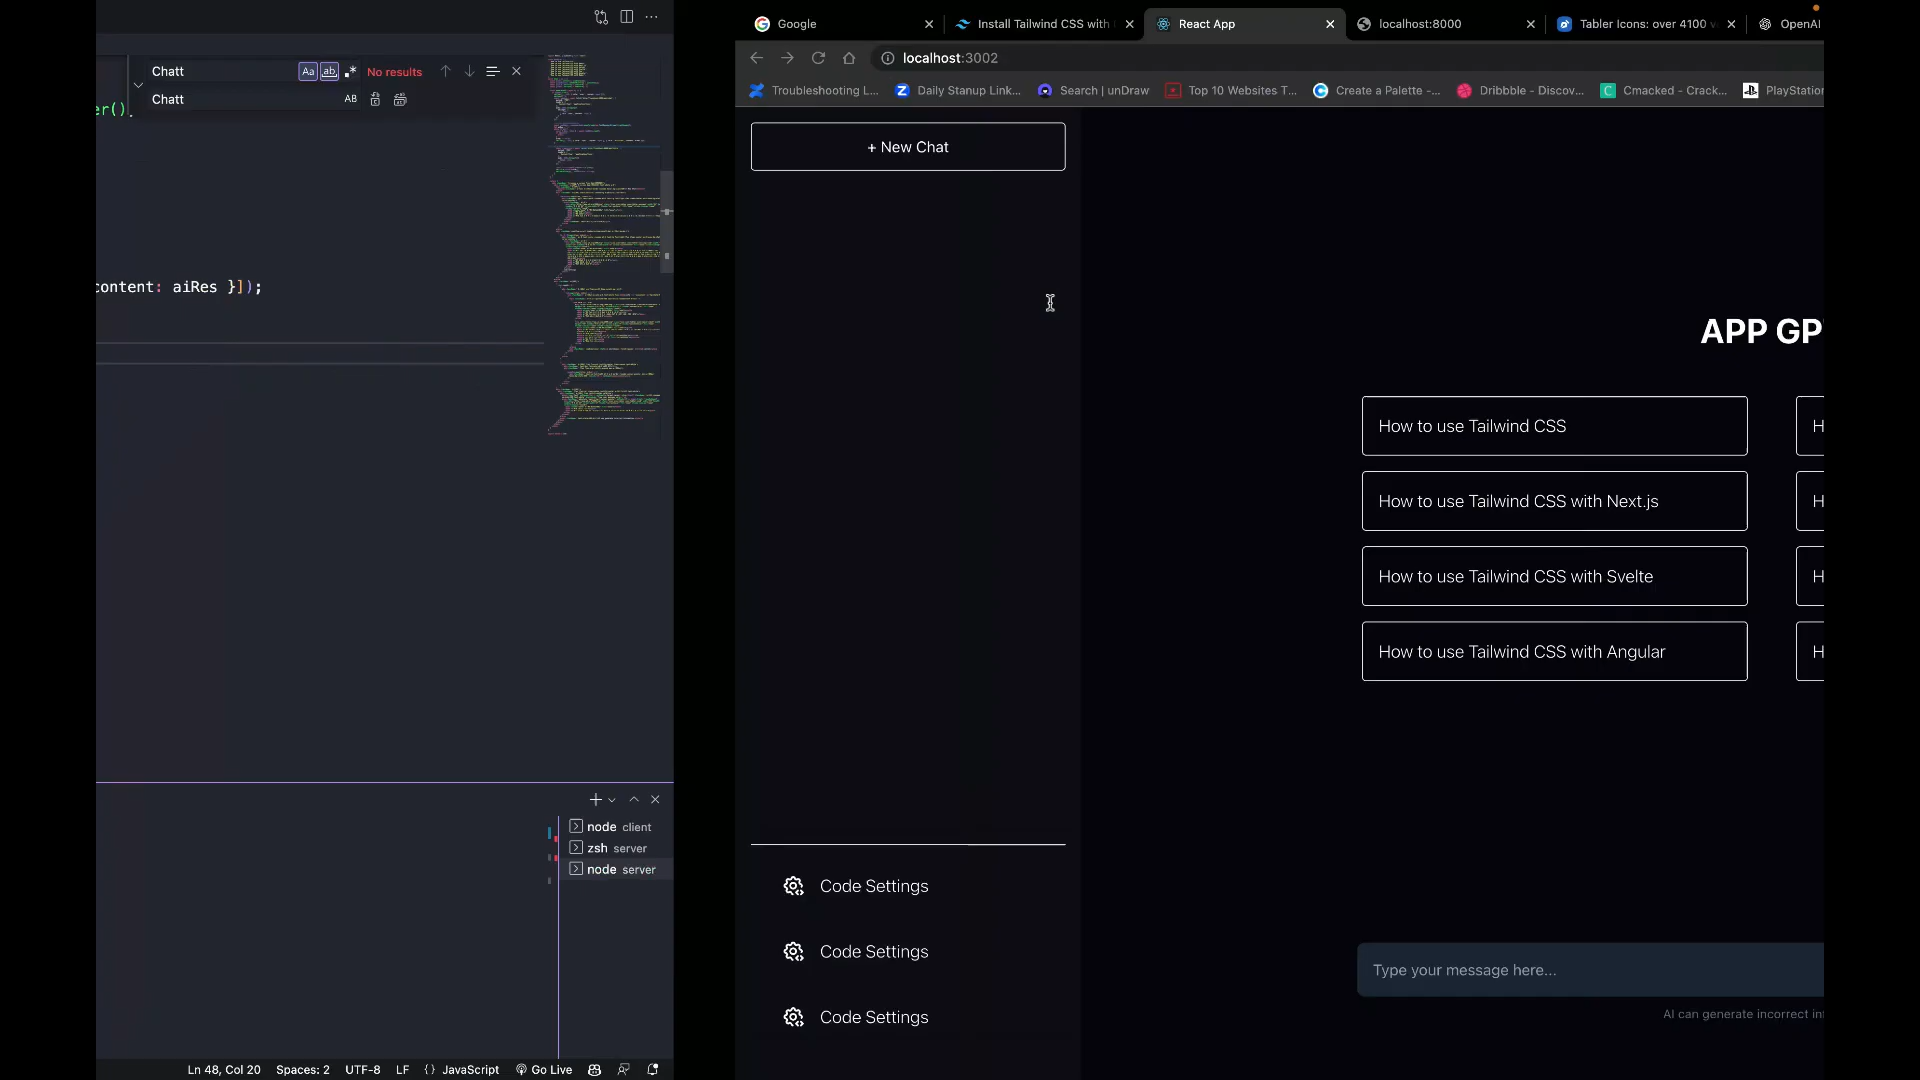 Chatt
Aa
ab
No results
Chatt
AB
er()
content: aiRes }]);
node client
zsh server
node server
Ln 48, Col 20
Spaces: 2
UTF-8
LF
{} JavaScript
Go Live
Google
Install Tailwind CSS with
React App
localhost:8000
Tabler Icons: over 4100 v
OpenAI
localhost:3002
Troubleshooting L...
Daily Stanup Link...
Search | unDraw
Top 10 Websites T...
Create a Palette -...
Dribbble - Discov...
Cmacked - Crack...
PlayStation
+ New Chat
APP GP
How to use Tailwind CSS
H
How to use Tailwind CSS with Next.js
H
How to use Tailwind CSS with Svelte
H
How to use Tailwind CSS with Angular
H
Code Settings
Code Settings
Code Settings
Type your message here...
AI can generate incorrect in